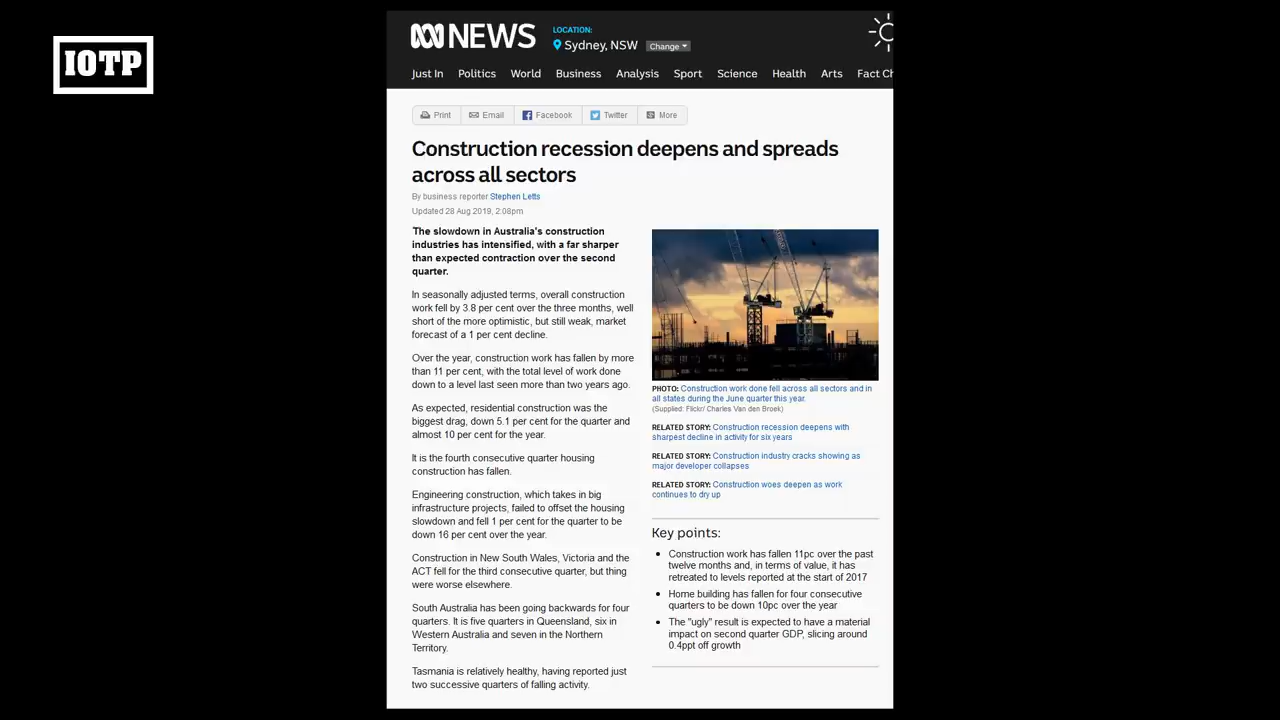 IOTP
NEWS
LOCATION:
Sydney, NSW
Change
Just In Politics World Business Analysis Sport Science Health Arts Fact Ch
Print Email Facebook Twitter More
Construction recession deepens and spreads
across all sectors
By business reporter Stephen Letts
Updated 28 Aug 2019, 2:08pm
The slowdown in Australia's construction
industries has intensified, with a far sharper
than expected contraction over the second
quarter.
In seasonally adjusted terms, overall construction
work fell by 3.8 per cent over the three months, well
short of the more optimistic, but still weak, market
forecast of a 1 per cent decline.
Over the year, construction work has fallen by more
than 11 per cent, with the total level of work done
down to a level last seen more than two years ago.
As expected, residential construction was the
biggest drag, down 5.1 per cent for the quarter and
almost 10 per cent for the year.
It is the fourth consecutive quarter housing
construction has fallen.
Engineering construction, which takes in big
infrastructure projects, failed to offset the housing
slowdown and fell 1 per cent for the quarter to be
down 16 per cent over the year.
Construction in New South Wales, Victoria and the
ACT fell for the third consecutive quarter, but thing
were worse elsewhere.
South Australia has been going backwards for four
quarters. It is five quarters in Queensland, six in
Western Australia and seven in the Northern
Territory.
Tasmania is relatively healthy, having reported just
two successive quarters of falling activity.
PHOTO: Construction work done fell across all sectors and in
all states during the June quarter this year.
(Supplied: Flickr/ Charles Van den Broek)
RELATED STORY: Construction recession deepens with
sharpest decline in activity for six years
RELATED STORY: Construction industry cracks showing as
major developer collapses
RELATED STORY: Construction woes deepen as work
continues to dry up
Key points:
Construction work has fallen 11pc over the past
twelve months and, in terms of value, it has
retreated to levels reported at the start of 2017
Home building has fallen for four consecutive
quarters to be down 10pc over the year
The "ugly" result is expected to have a material
impact on second quarter GDP, slicing around
0.4ppt off growth